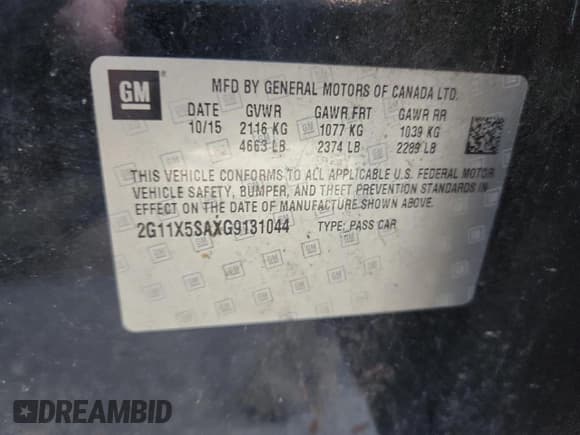 GM
MFD BY GENERAL MOTORS OF CANADA LTD.
DATE GVWR GAWR FRT GAWR RR
10/15 2116 KG 1077 KG 1039 KG
4663 LB 2374 LB 2289 LB
THIS VEHICLE CONFORMS TO ALL APPLICABLE U.S. FEDERAL MOTOR
VEHICLE SAFETY, BUMPER, AND THEFT PREVENTION STANDARDS IN
EFFECT ON THE DATE OF MANUFACTURE SHOWN ABOVE.
2G11X5SAXG9131044 TYPE: PASS CAR
DREAMBID